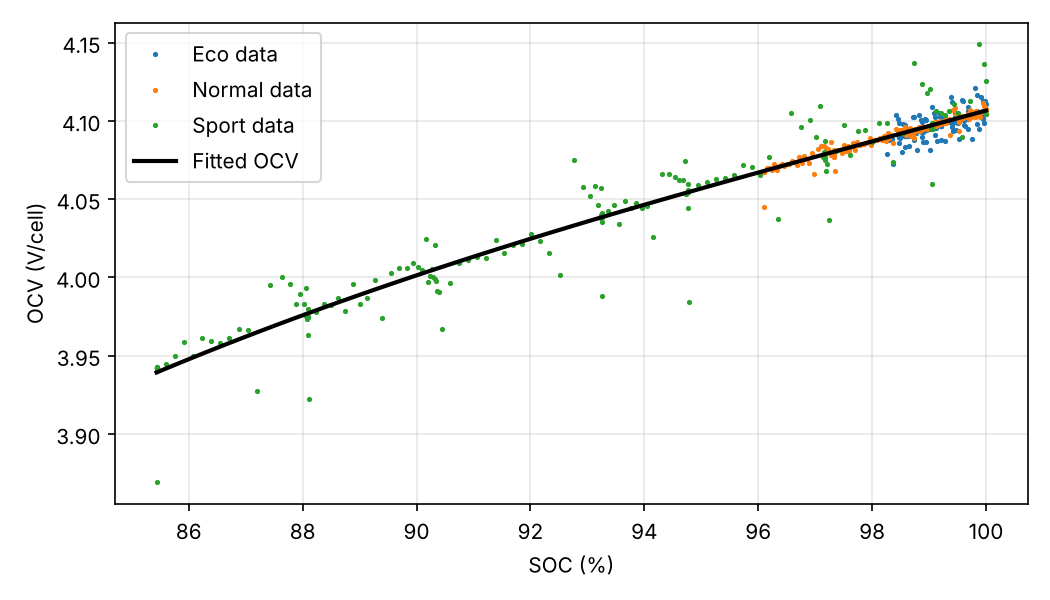 Eco data
Normal data
Sport data
Fitted OCV
4.15
4.10
4.05
4.00
3.95
3.90
OCV (V/cell)
86 88 90 92 94 96 98 100
SOC (%)